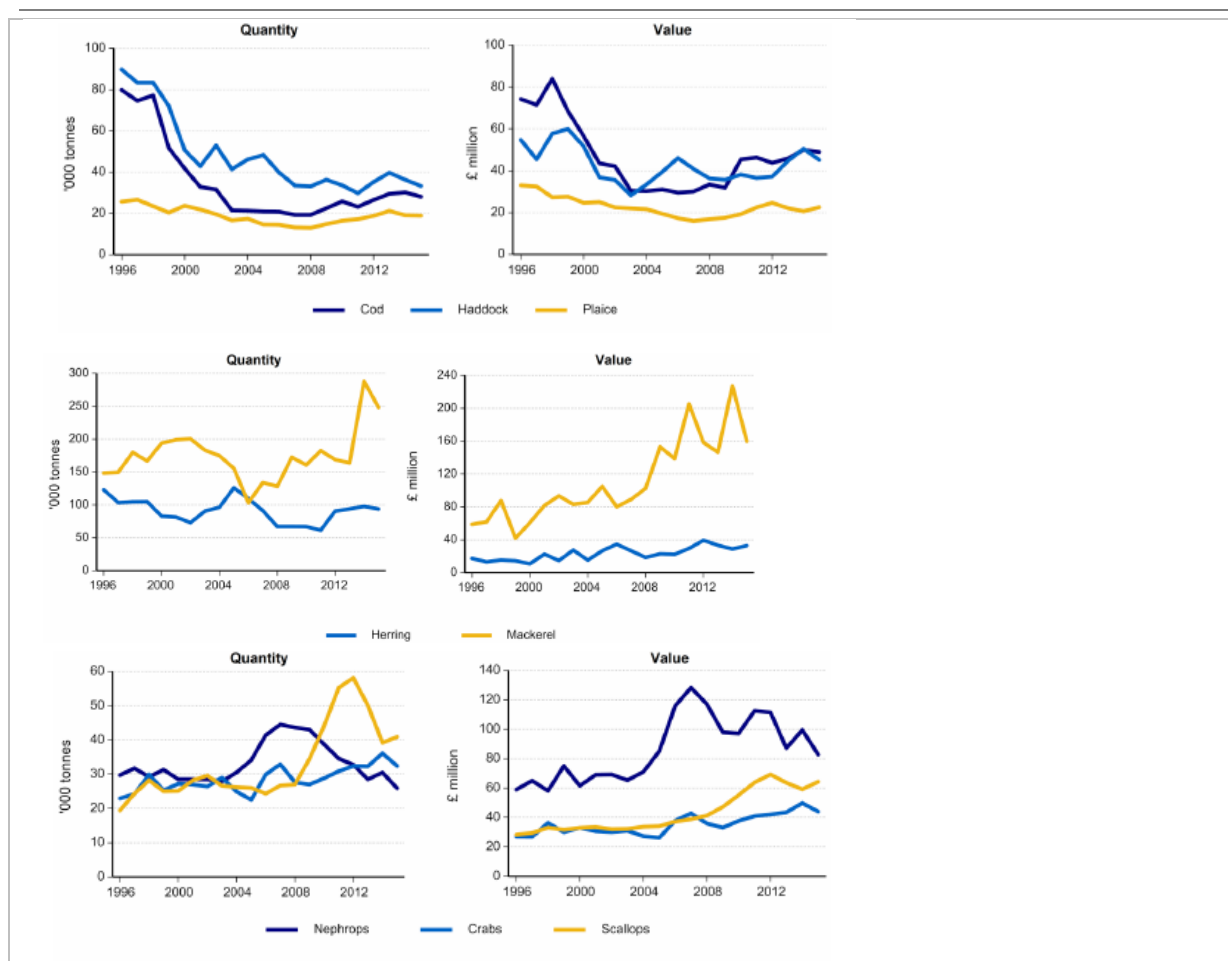 Quantity
Value
100
80
60
40
20
0
'000 tonnes
1996 2000 2004 2008 2012
100
80
60
40
20
0
£ million
1996 2000 2004 2008 2012
Cod Haddock Plaice
Quantity
Value
300
250
200
150
100
50
0
'000 tonnes
1996 2000 2004 2008 2012
240
200
160
120
80
40
0
£ million
1996 2000 2004 2008 2012
Herring Mackerel
Quantity
Value
60
50
40
30
20
10
0
'000 tonnes
1996 2000 2004 2008 2012
140
120
100
80
60
40
20
0
£ million
1996 2000 2004 2008 2012
Nephrops Crabs Scallops